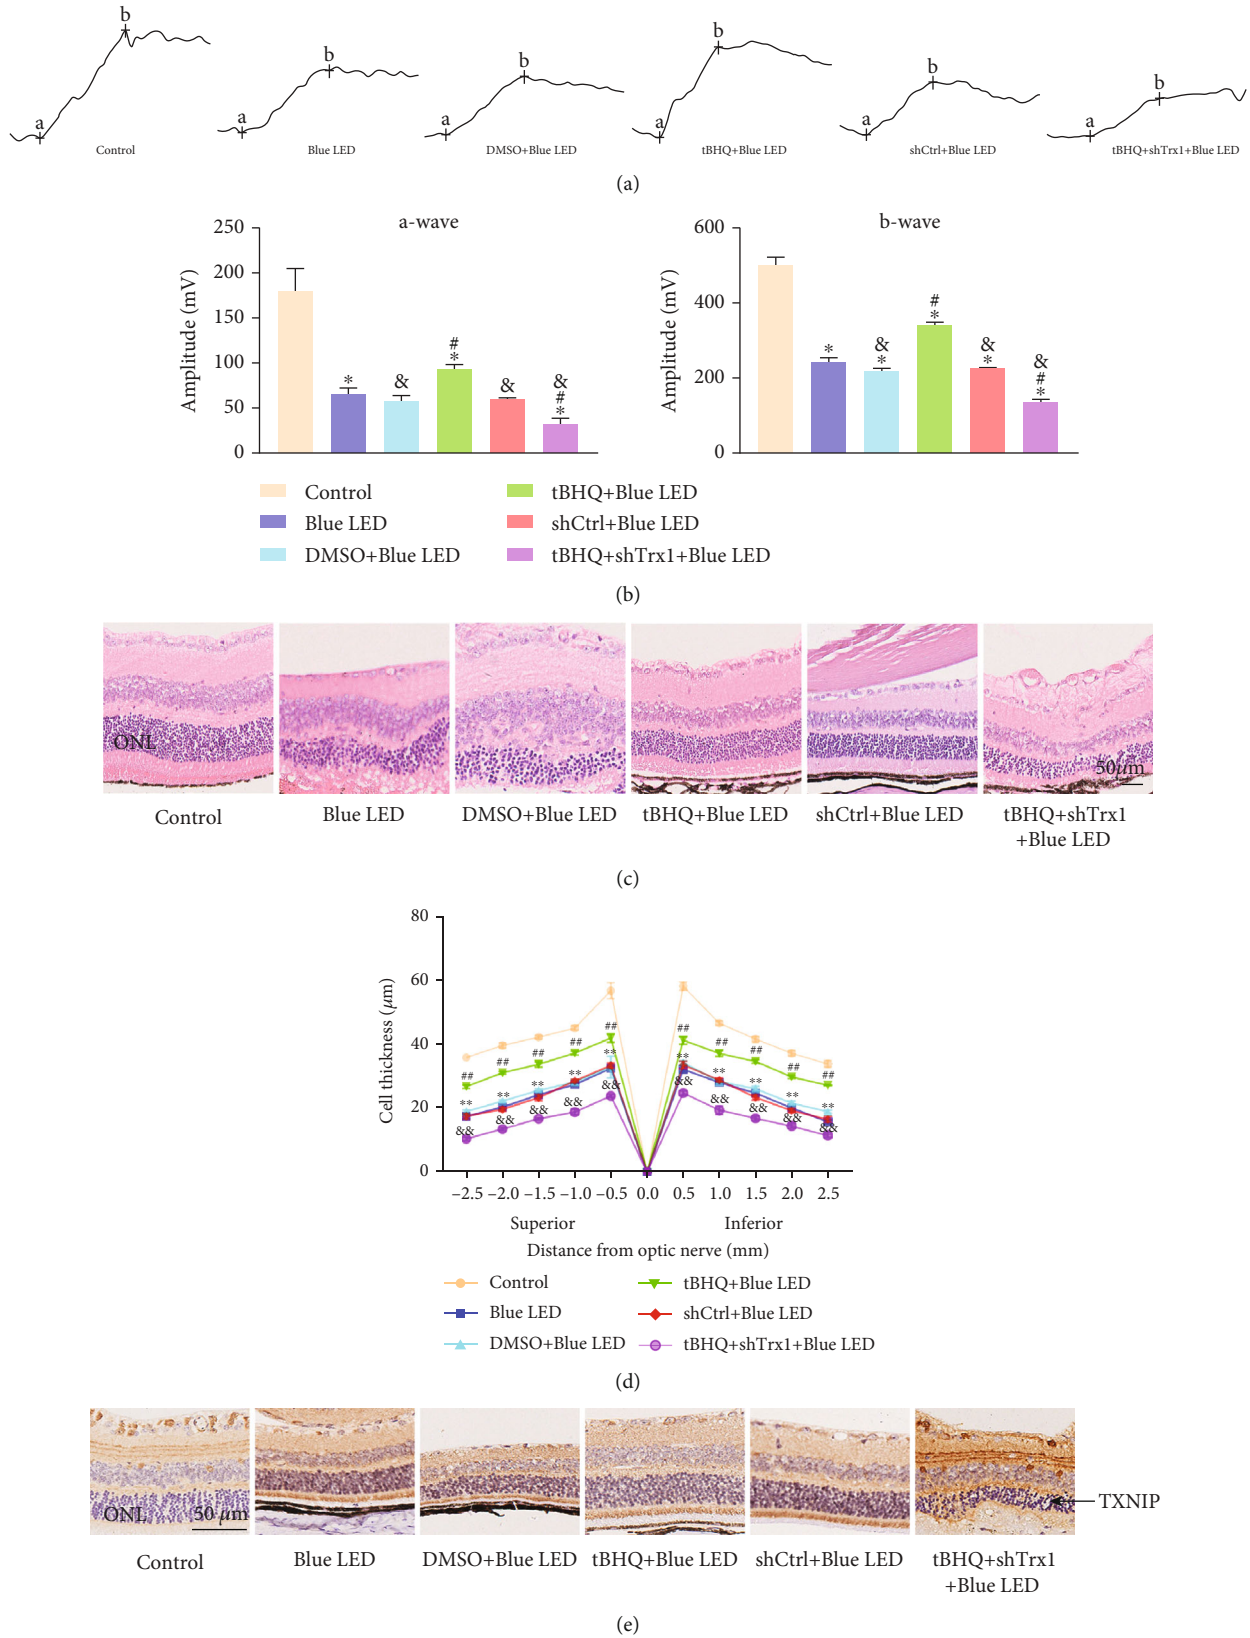 a b a b a b a b a b a b
Control Blue LED DMSO+Blue LED tBHQ+Blue LED shCtrl+Blue LED tBHQ+shTrx1+Blue LED
(a)
a-wave
Amplitude (mV)
250
200
150
100
50
0
* & # * & & # *
b-wave
Amplitude (mV)
600
400
200
0
* & * # * & * & # *
Control
Blue LED
DMSO+Blue LED
tBHQ+Blue LED
shCtrl+Blue LED
tBHQ+shTrx1+Blue LED
(b)
ONL
50 μm
Control Blue LED DMSO+Blue LED tBHQ+Blue LED shCtrl+Blue LED tBHQ+shTrx1
+Blue LED
(c)
Cell thickness (μm)
80
60
40
20
0
## ## ## ## ## ## ## ## ## ##
** ** ** ** ** ** ** ** ** **
&& && && && && && && && && &&
−2.5 −2.0 −1.5 −1.0 −0.5 0.0 0.5 1.0 1.5 2.0 2.5
Superior Inferior
Distance from optic nerve (mm)
Control
Blue LED
DMSO+Blue LED
tBHQ+Blue LED
shCtrl+Blue LED
tBHQ+shTrx1+Blue LED
(d)
ONL
50 μm
TXNIP
Control Blue LED DMSO+Blue LED tBHQ+Blue LED shCtrl+Blue LED tBHQ+shTrx1
+Blue LED
(e)